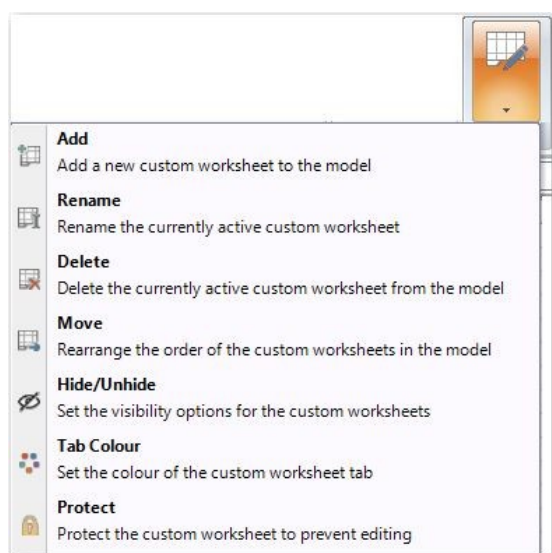 Add
Add a new custom worksheet to the model
Rename
Rename the currently active custom worksheet
Delete
Delete the currently active custom worksheet from the model
Move
Rearrange the order of the custom worksheets in the model
Hide/Unhide
Set the visibility options for the custom worksheets
Tab Colour
Set the colour of the custom worksheet tab
Protect
Protect the custom worksheet to prevent editing